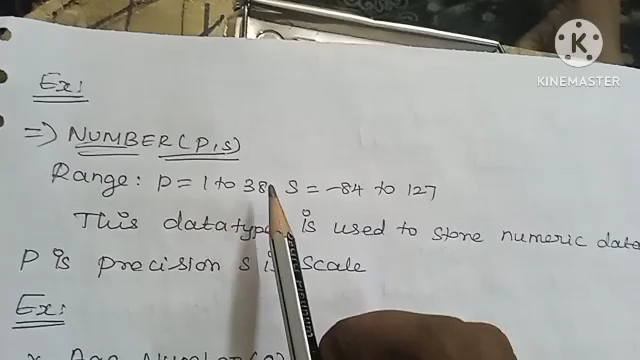 KINEMASTER
Ex:
=> NUMBER(P,S)
Range: P = 1 to 38 S = -84 to 127
This datatype is used to store numeric data
P is precision S is scale
Ex: